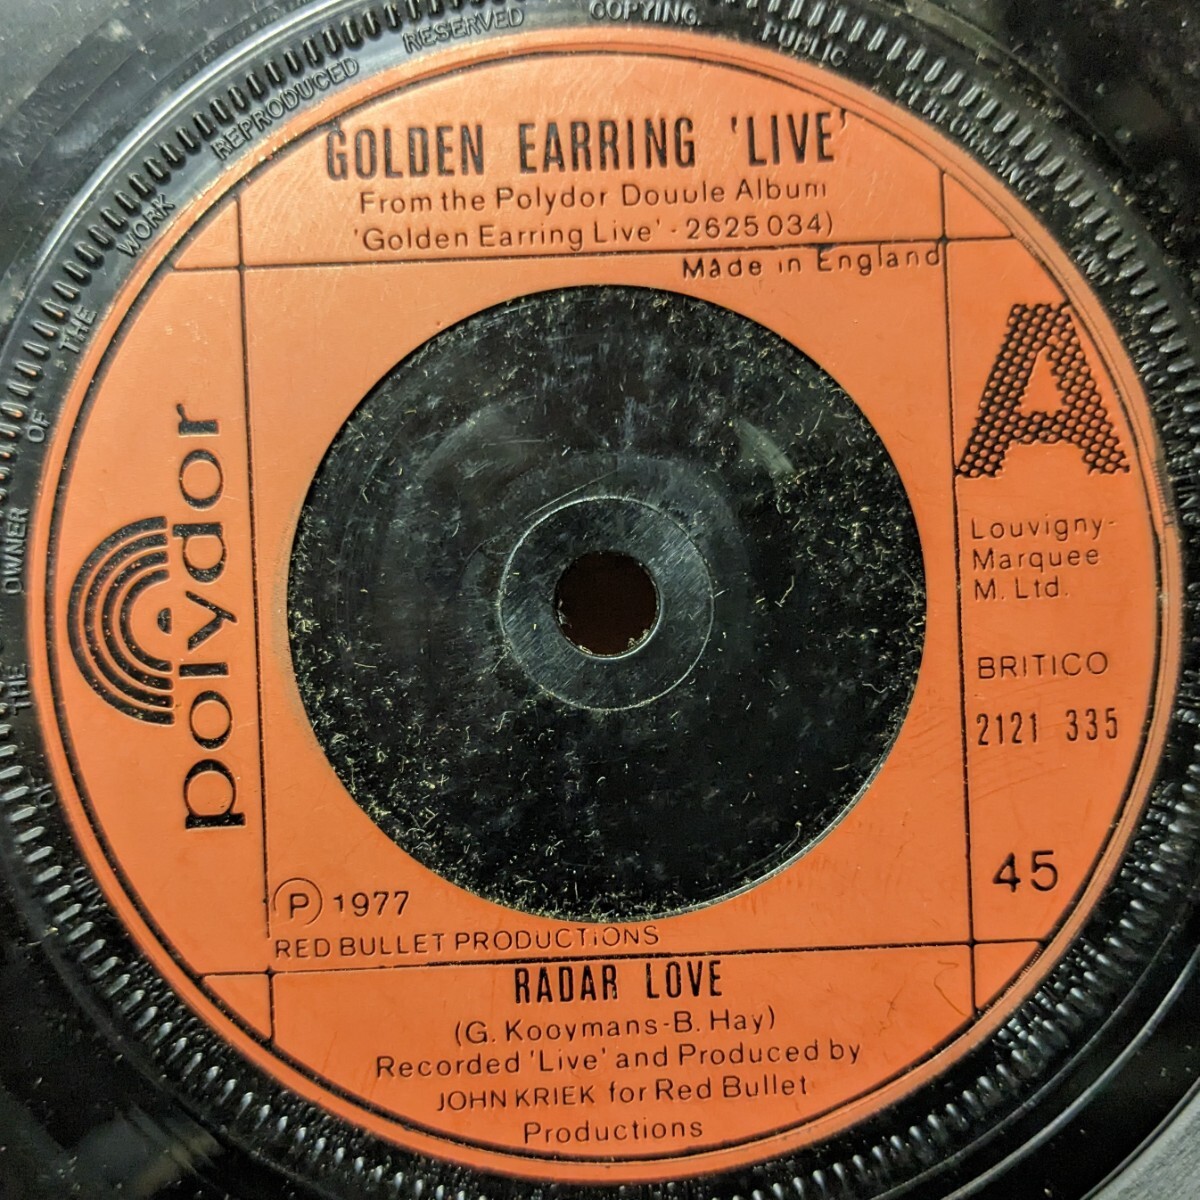 GOLDEN EARRING 'LIVE'
From the Polydor Douule Album
'Golden Earring Live' - 2625 034)
Made in England
A
polydor
Louvigny-
Marquee
M. Ltd.
BRITICO
2121 335
45
P 1977
RED BULLET PRODUCTIONS
RADAR LOVE
(G. Kooymans-B. Hay)
Recorded 'Live' and Produced by
JOHN KRIEK for Red Bullet
Productions
THE OWNER OF THE WORK REPRODUCED RESERVED COPYING. PUBLIC PERFORMANCE